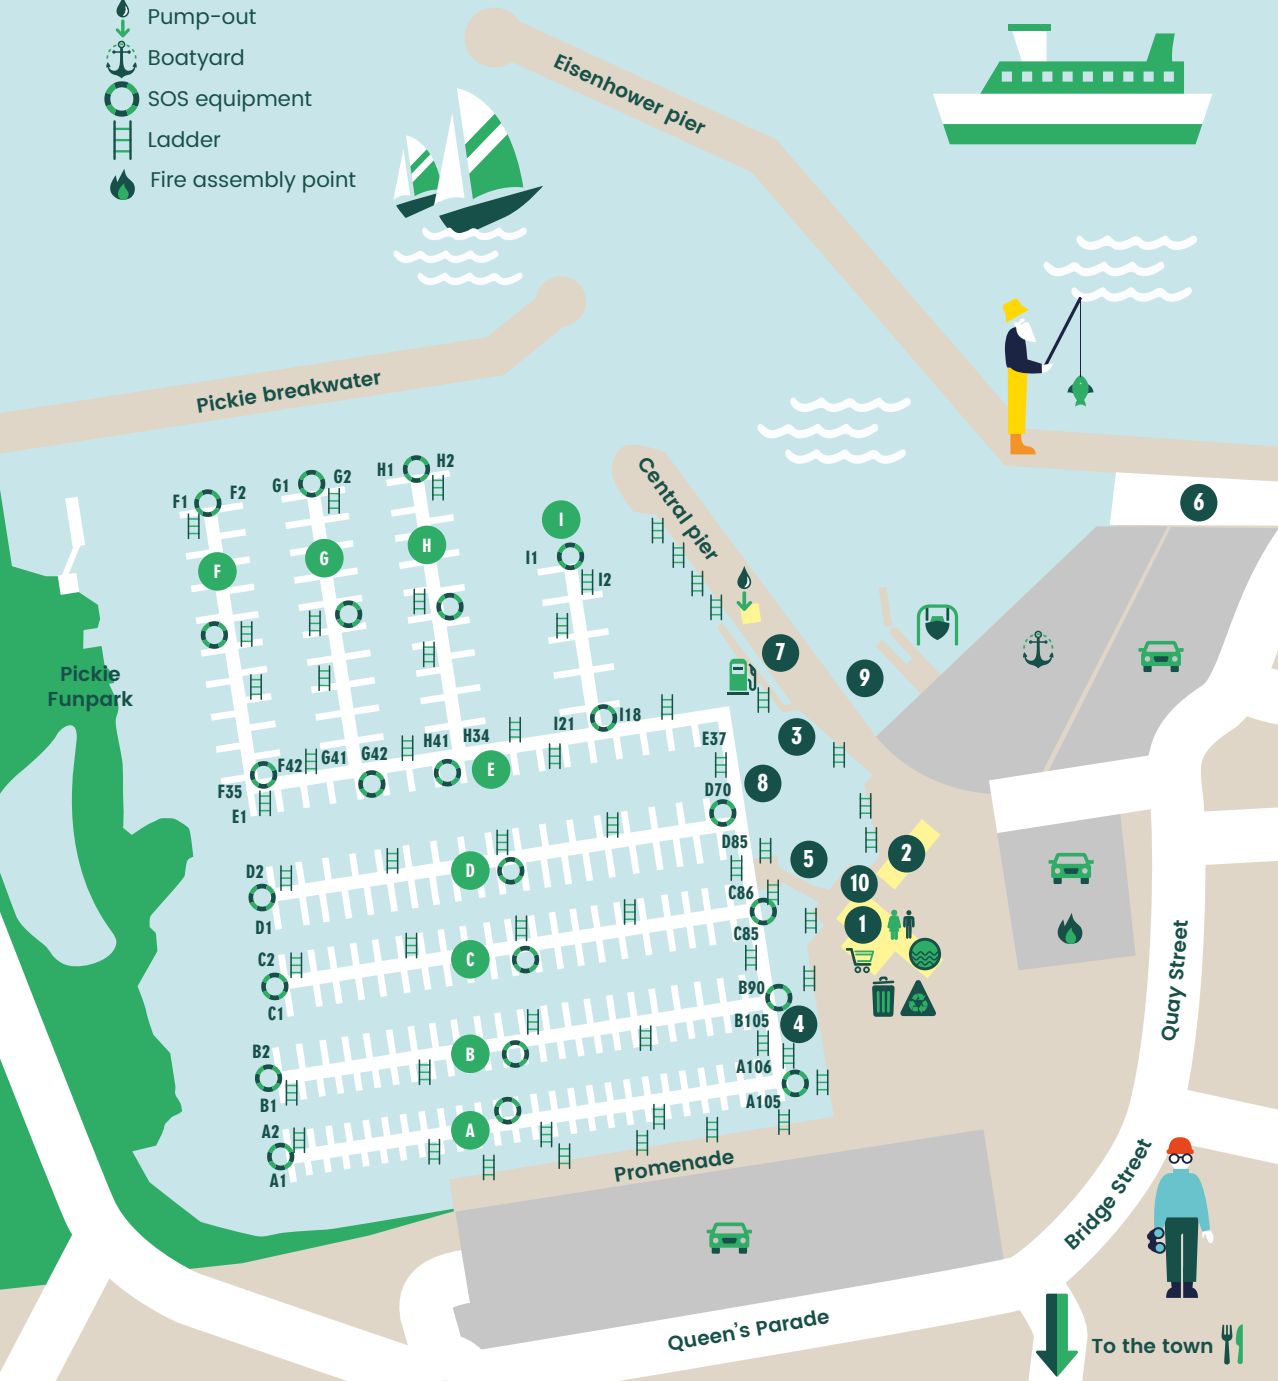 Pump-out
Boatyard
SOS equipment
Ladder
Fire assembly point
Eisenhower pier
Pickie breakwater
Central pier
6
H1
H2
G1
G2
F1
F2
I
H
G
F
I1
I2
7
9
Pickie
Funpark
I21
I18
3
H41
H34
E37
G41
G42
F42
E
8
F35
E1
D70
D85
5
2
D2
D
10
C86
D1
1
C85
C2
C
C1
B90
B105
4
B2
B
B1
A106
A105
A2
A
A1
Promenade
Quay Street
Bridge Street
Queen's Parade
To the town